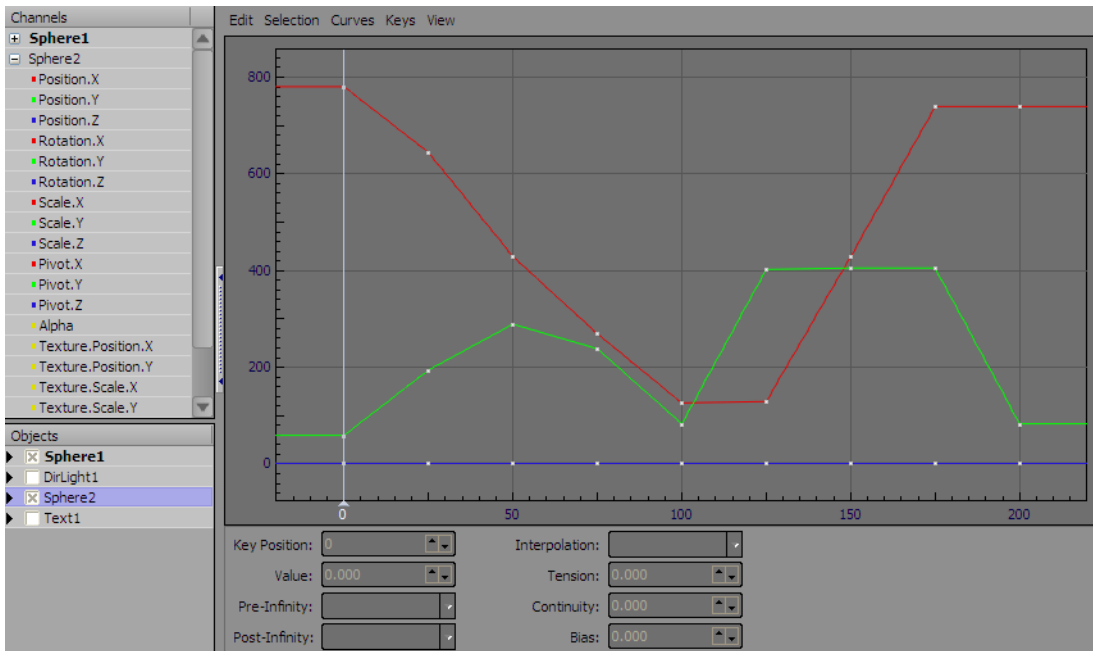 Channels
Sphere1
Sphere2
Position.X
Position.Y
Position.Z
Rotation.X
Rotation.Y
Rotation.Z
Scale.X
Scale.Y
Scale.Z
Pivot.X
Pivot.Y
Pivot.Z
Alpha
Texture.Position.X
Texture.Position.Y
Texture.Scale.X
Texture.Scale.Y
Objects
Sphere1
DirLight1
Sphere2
Text1
Edit Selection Curves Keys View
800
600
400
200
0
0 50 100 150 200
Key Position: 0 Interpolation:
Value: 0.000 Tension: 0.000
Pre-Infinity: Continuity: 0.000
Post-Infinity: Bias: 0.000